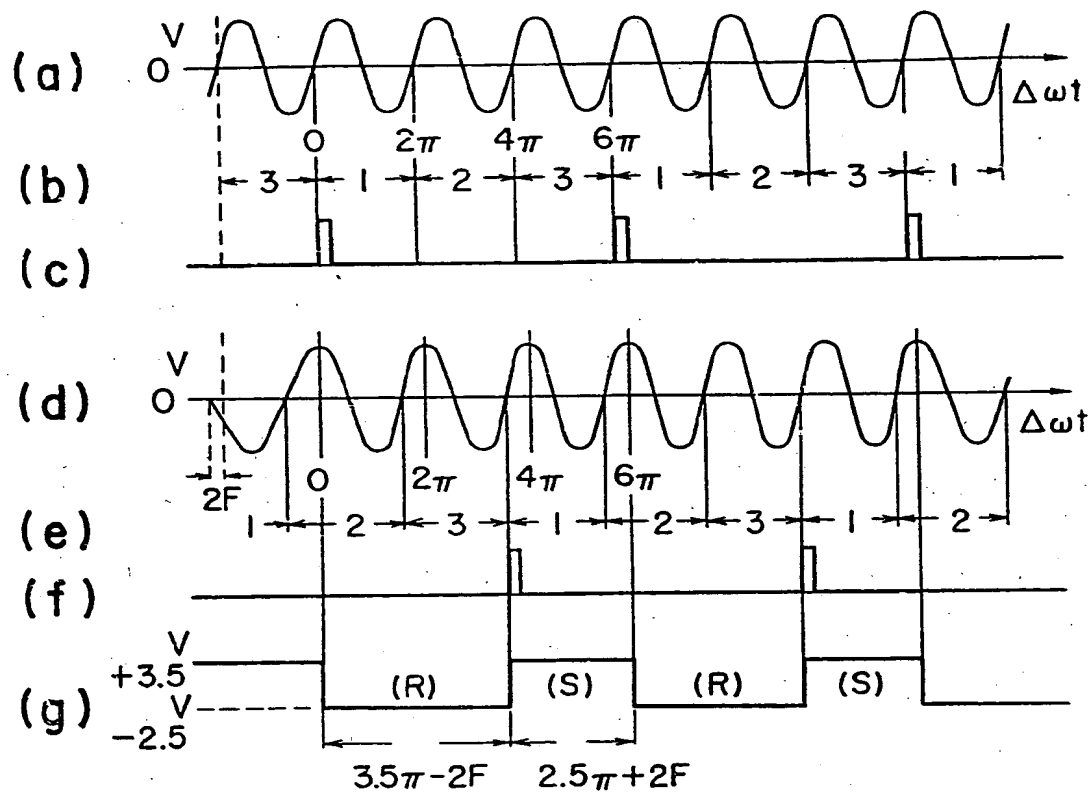 V
(a) 0 Δωt
0 2π 4π 6π
(b) 3 1 2 3 1 2 3 1
(c)
V
(d) 0 Δωt
2F 0 2π 4π 6π
(e) 1 2 3 1 2 3 1 2
(f)
V
+3.5
(g) V (R) (S) (R) (S)
−2.5
3.5π−2F 2.5π+2F